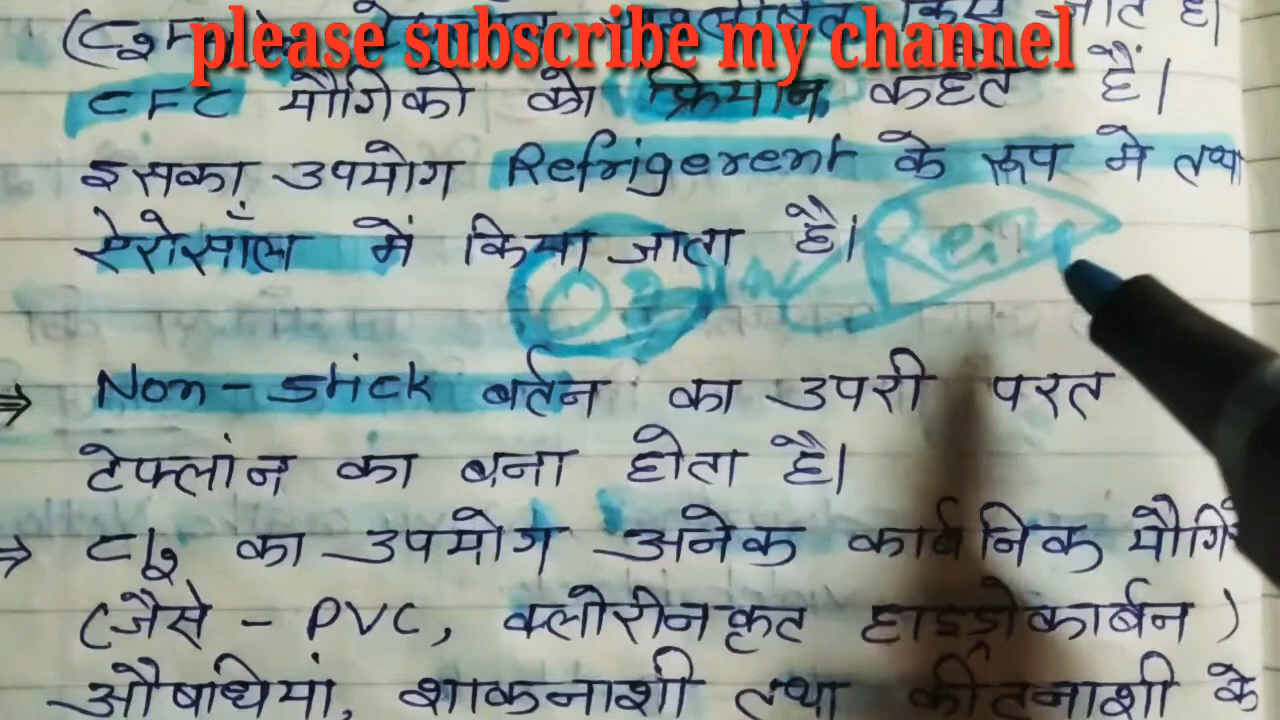 please subscribe my channel
CFC यौगिको को फ्रियान कहते हैं।
इसका उपयोग Refrigerent के रूप मे तथा
ऐरोसॉल में किया जाता है।
Non-stick बर्तन का उपरी परत
टेफ्लॉन का बना होता है।
⇒ Cl₂ का उपयोग अनेक कार्बनिक
(जैसे - PVC, क्लोरीनकृत हाइड्रोकार्बन)
औषधियां, शाकनाशी तथा कीटनाशी के